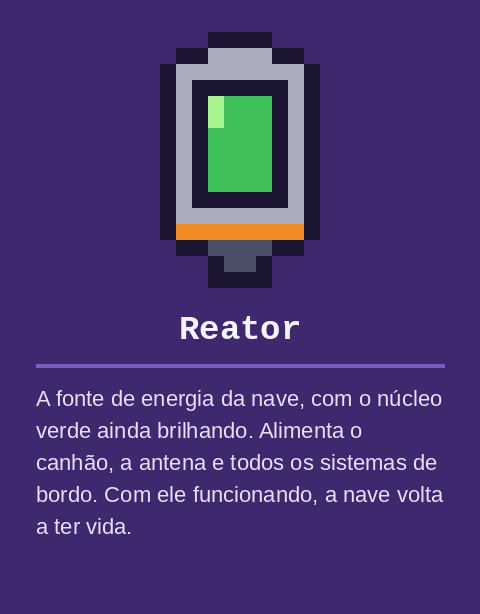 Reator
A fonte de energia da nave, com o núcleo
verde ainda brilhando. Alimenta o
canhão, a antena e todos os sistemas de
bordo. Com ele funcionando, a nave volta
a ter vida.